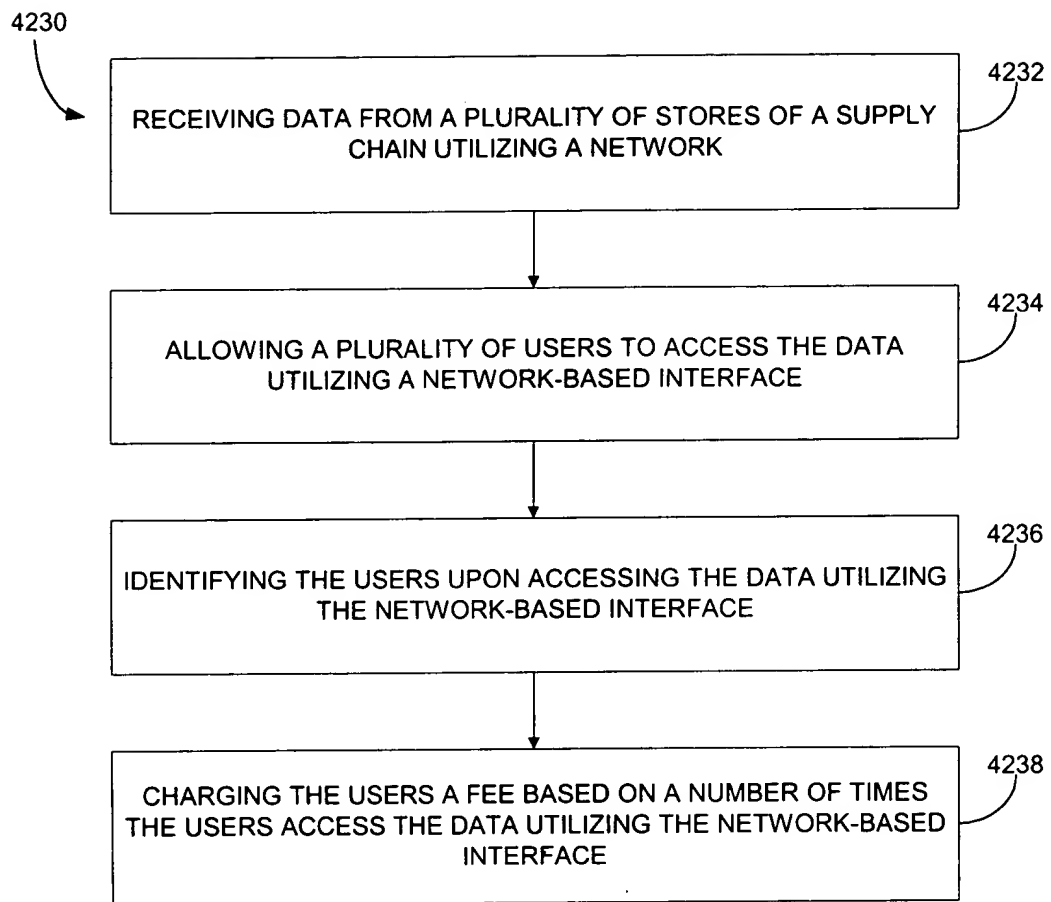 4230
4232
RECEIVING DATA FROM A PLURALITY OF STORES OF A SUPPLY
CHAIN UTILIZING A NETWORK
4234
ALLOWING A PLURALITY OF USERS TO ACCESS THE DATA
UTILIZING A NETWORK-BASED INTERFACE
4236
IDENTIFYING THE USERS UPON ACCESSING THE DATA UTILIZING
THE NETWORK-BASED INTERFACE
4238
CHARGING THE USERS A FEE BASED ON A NUMBER OF TIMES
THE USERS ACCESS THE DATA UTILIZING THE NETWORK-BASED
INTERFACE